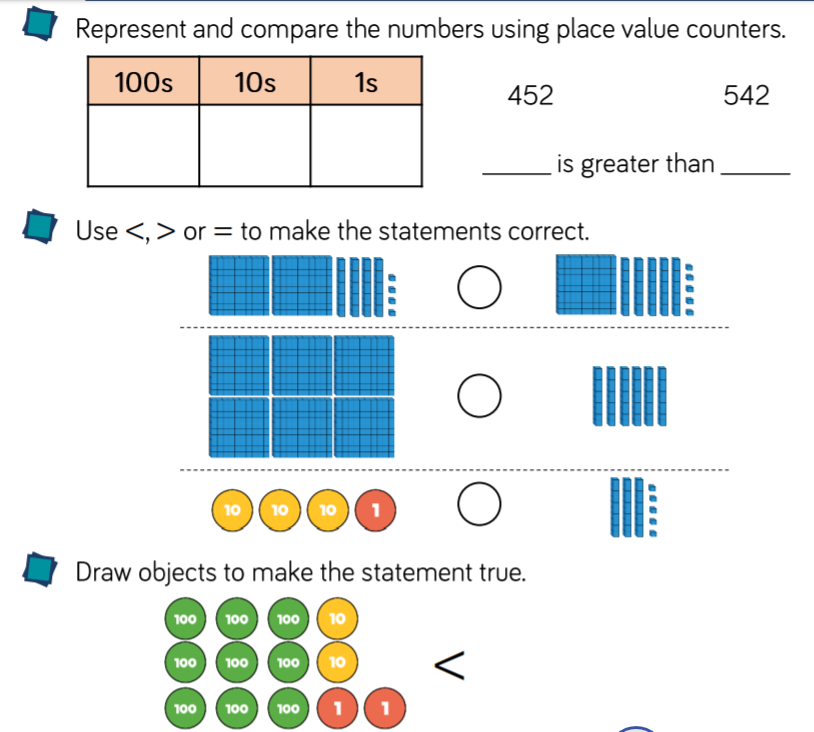 Represent and compare the numbers using place value counters.
100s 10s 1s
452 542
_____ is greater than _____
Use <, > or = to make the statements correct.
10 10 10 1
Draw objects to make the statement true.
100 100 100 10
100 100 100 10
<
100 100 100 1 1